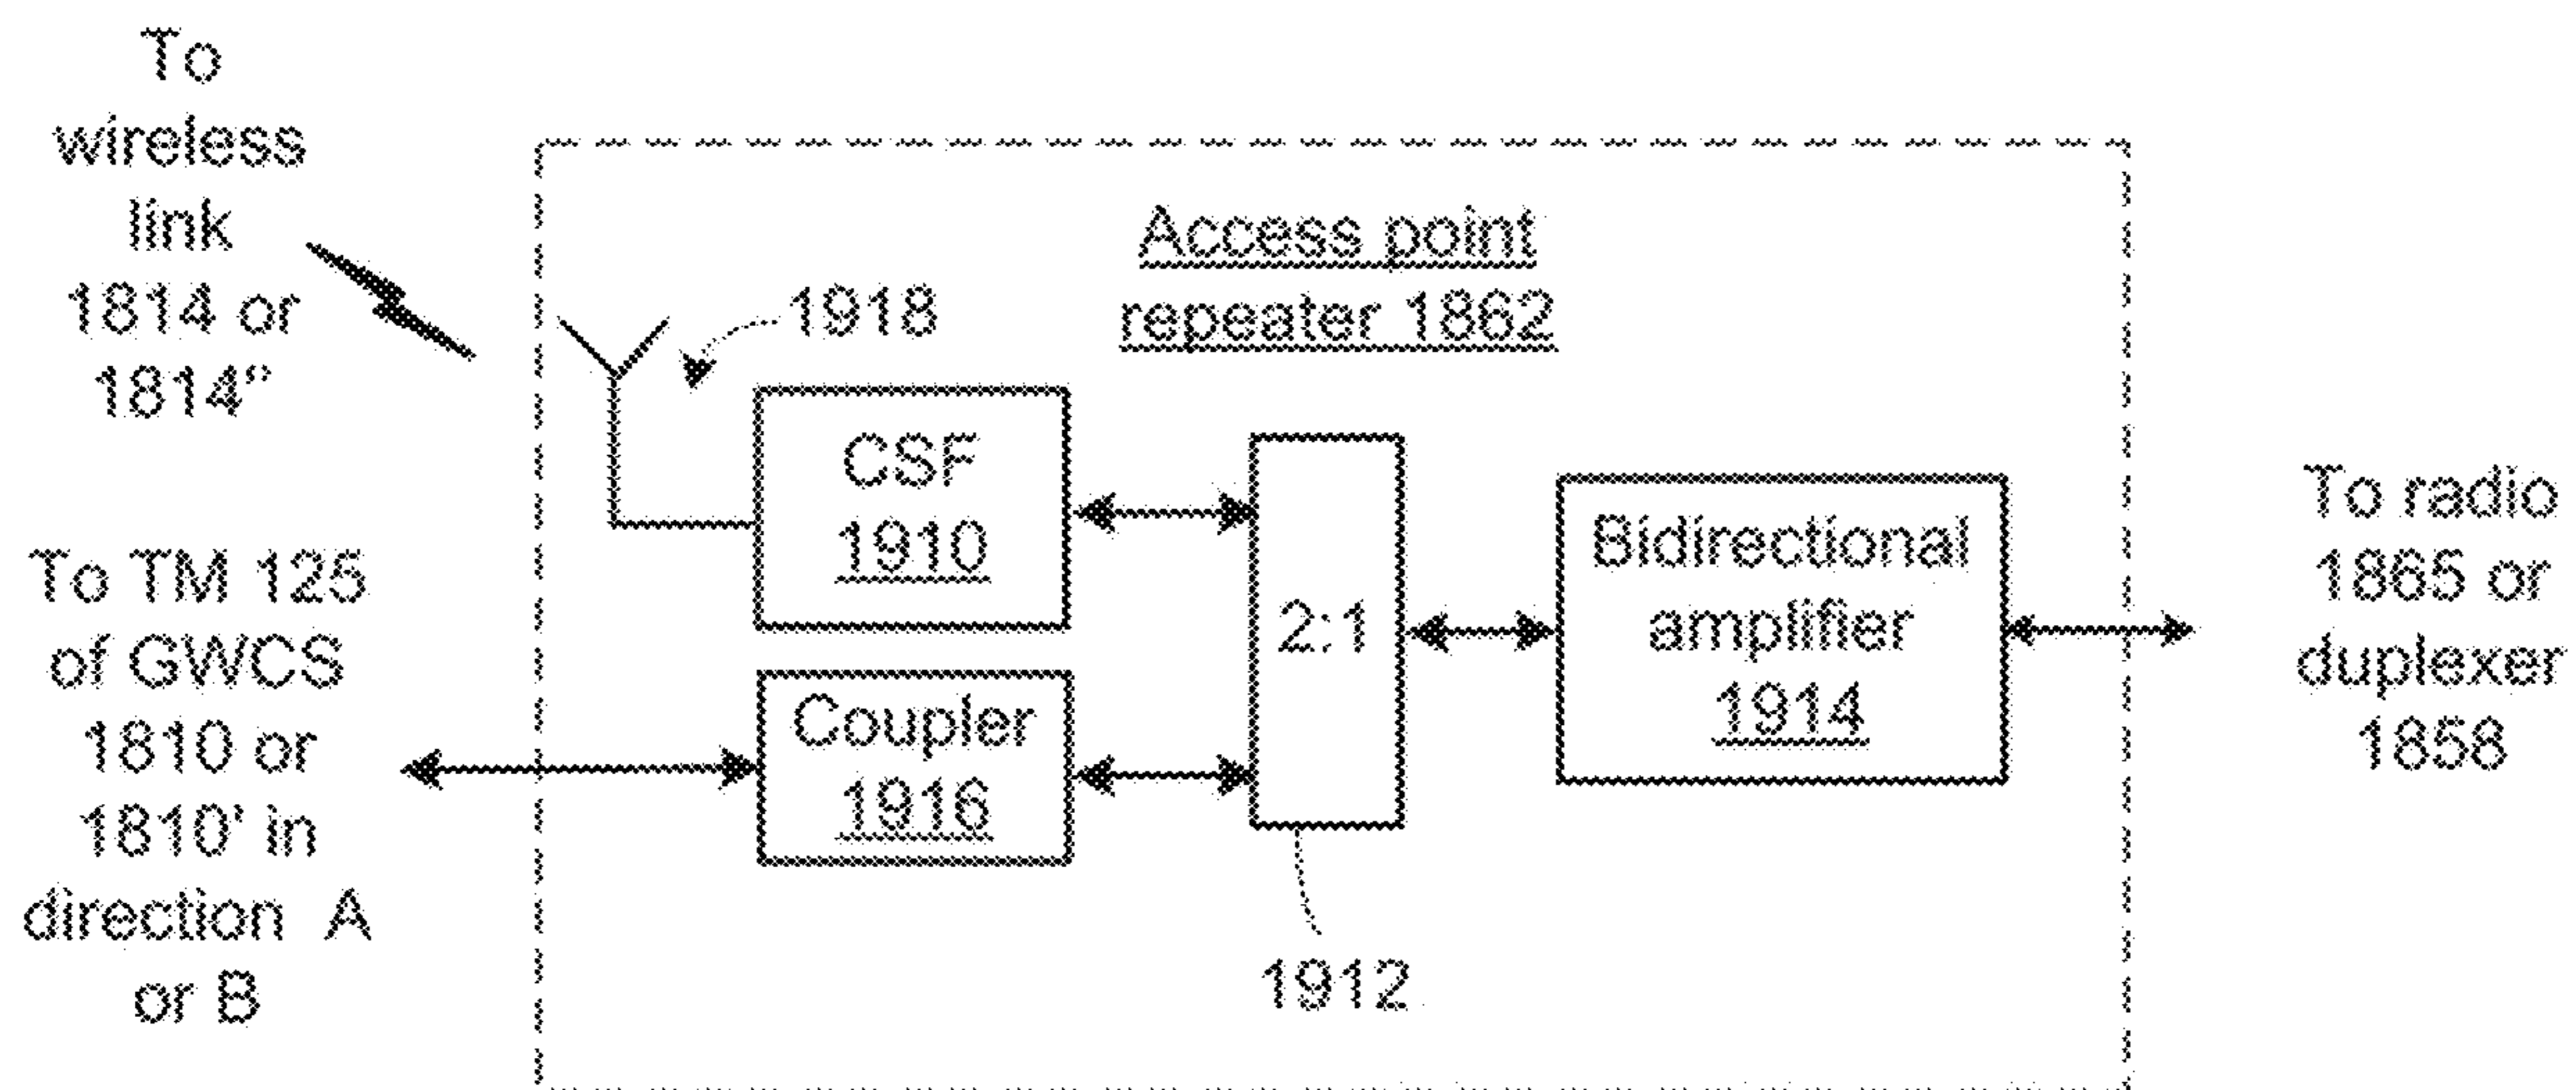 To
wireless
link
1814 or
1814"
To TM 125
of GWCS
1810 or
1810' in
direction A
or B
Access point
repeater 1862
1918
CSF
1910
Coupler
1916
2:1
1912
Bidirectional
amplifier
1914
To radio
1865 or
duplexer
1858